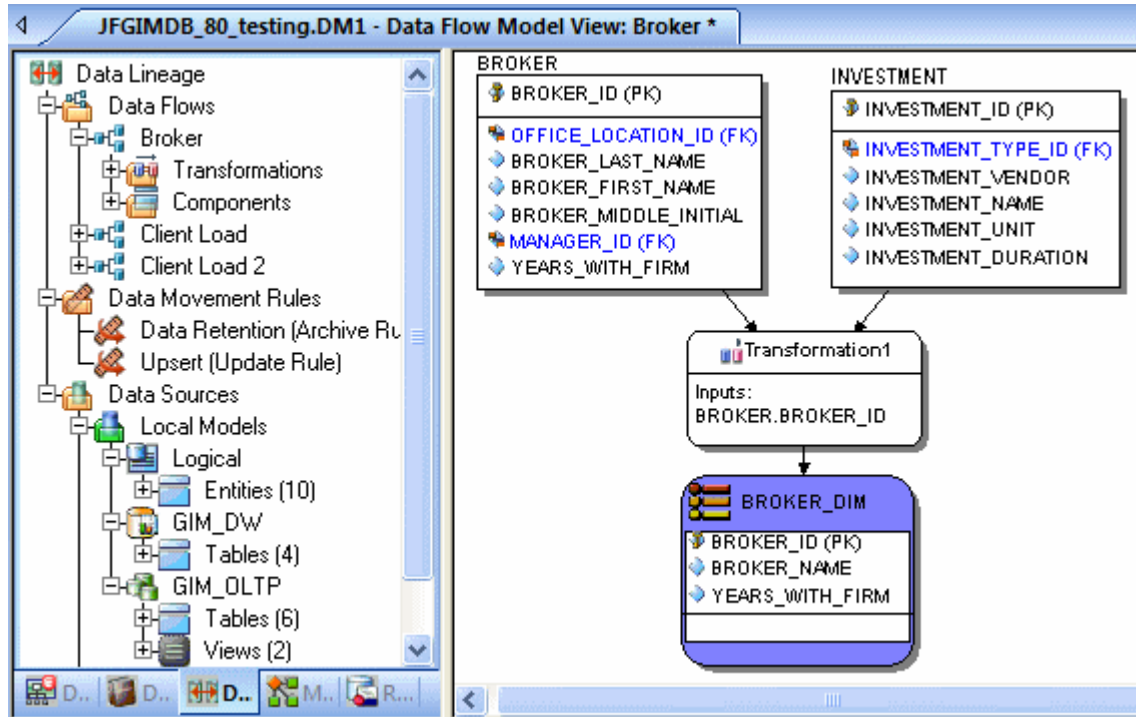 JFGIMDB_80_testing.DM1 - Data Flow Model View: Broker *
Data Lineage
Data Flows
Broker
Transformations
Components
Client Load
Client Load 2
Data Movement Rules
Data Retention (Archive Ru
Upsert (Update Rule)
Data Sources
Local Models
Logical
Entities (10)
GIM_DW
Tables (4)
GIM_OLTP
Tables (6)
Views (2)
D.. D.. D.. M.. R...
BROKER
BROKER_ID (PK)
OFFICE_LOCATION_ID (FK)
BROKER_LAST_NAME
BROKER_FIRST_NAME
BROKER_MIDDLE_INITIAL
MANAGER_ID (FK)
YEARS_WITH_FIRM
INVESTMENT
INVESTMENT_ID (PK)
INVESTMENT_TYPE_ID (FK)
INVESTMENT_VENDOR
INVESTMENT_NAME
INVESTMENT_UNIT
INVESTMENT_DURATION
Transformation1
Inputs:
BROKER.BROKER_ID
BROKER_DIM
BROKER_ID (PK)
BROKER_NAME
YEARS_WITH_FIRM